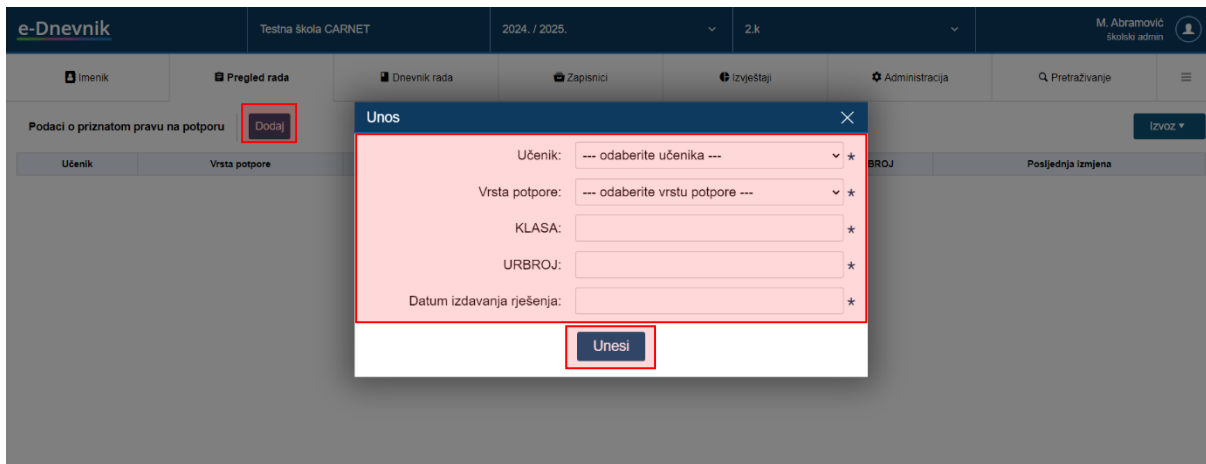 e-Dnevnik
Testna škola CARNET
2024. / 2025.
2.k
M. Abramović
školski admin
Imenik
Pregled rada
Dnevnik rada
Zapisnici
Izvještaji
Administracija
Pretraživanje
Podaci o priznatom pravu na potporu
Dodaj
Izvoz
Učenik
Vrsta potpore
BROJ
Posljednja izmjena
Unos
Učenik: --- odaberite učenika --- *
Vrsta potpore: --- odaberite vrstu potpore --- *
KLASA: *
URBROJ: *
Datum izdavanja rješenja: *
Unesi